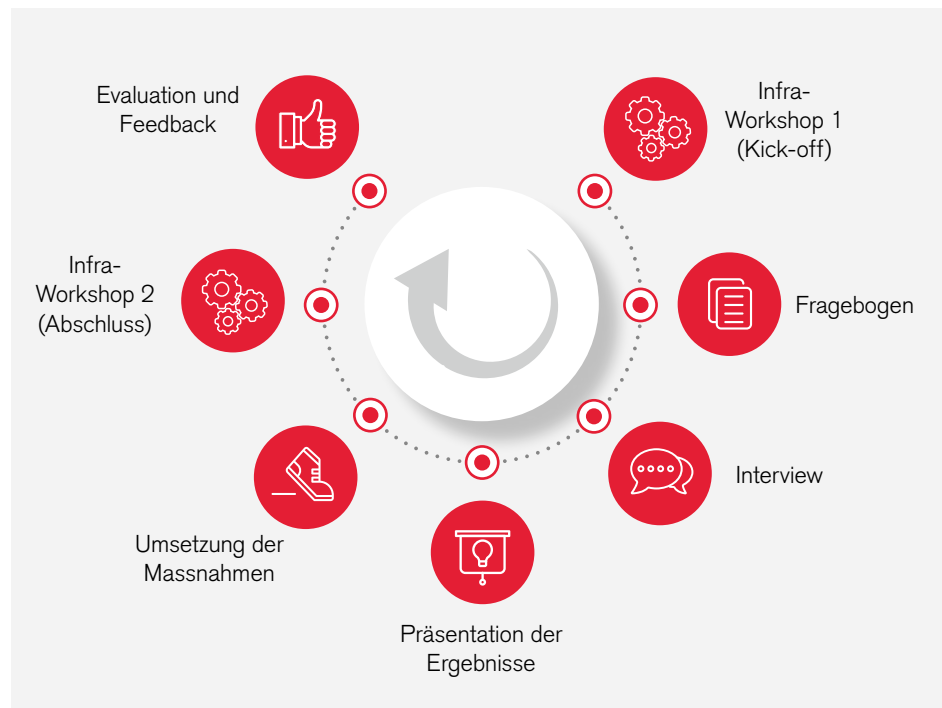 Infra-
Workshop 1
(Kick-off)
Fragebogen
Interview
Präsentation der
Ergebnisse
Umsetzung der
Massnahmen
Infra-
Workshop 2
(Abschluss)
Evaluation und
Feedback